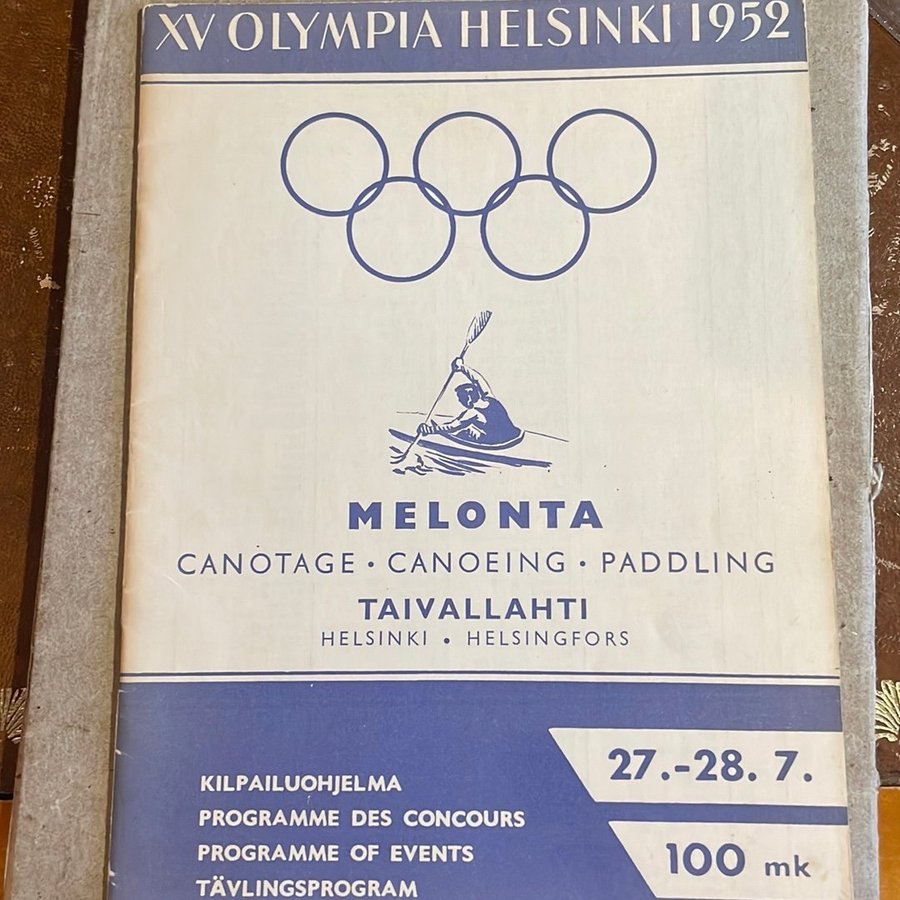 XV OLYMPIA HELSINKI 1952
MELONTA
CANOTAGE • CANOEING • PADDLING
TAIVALLAHTI
HELSINKI • HELSINGFORS
27.-28. 7.
KILPAILUOHJELMA
PROGRAMME DES CONCOURS
PROGRAMME OF EVENTS
TÄVLINGSPROGRAM
100 mk